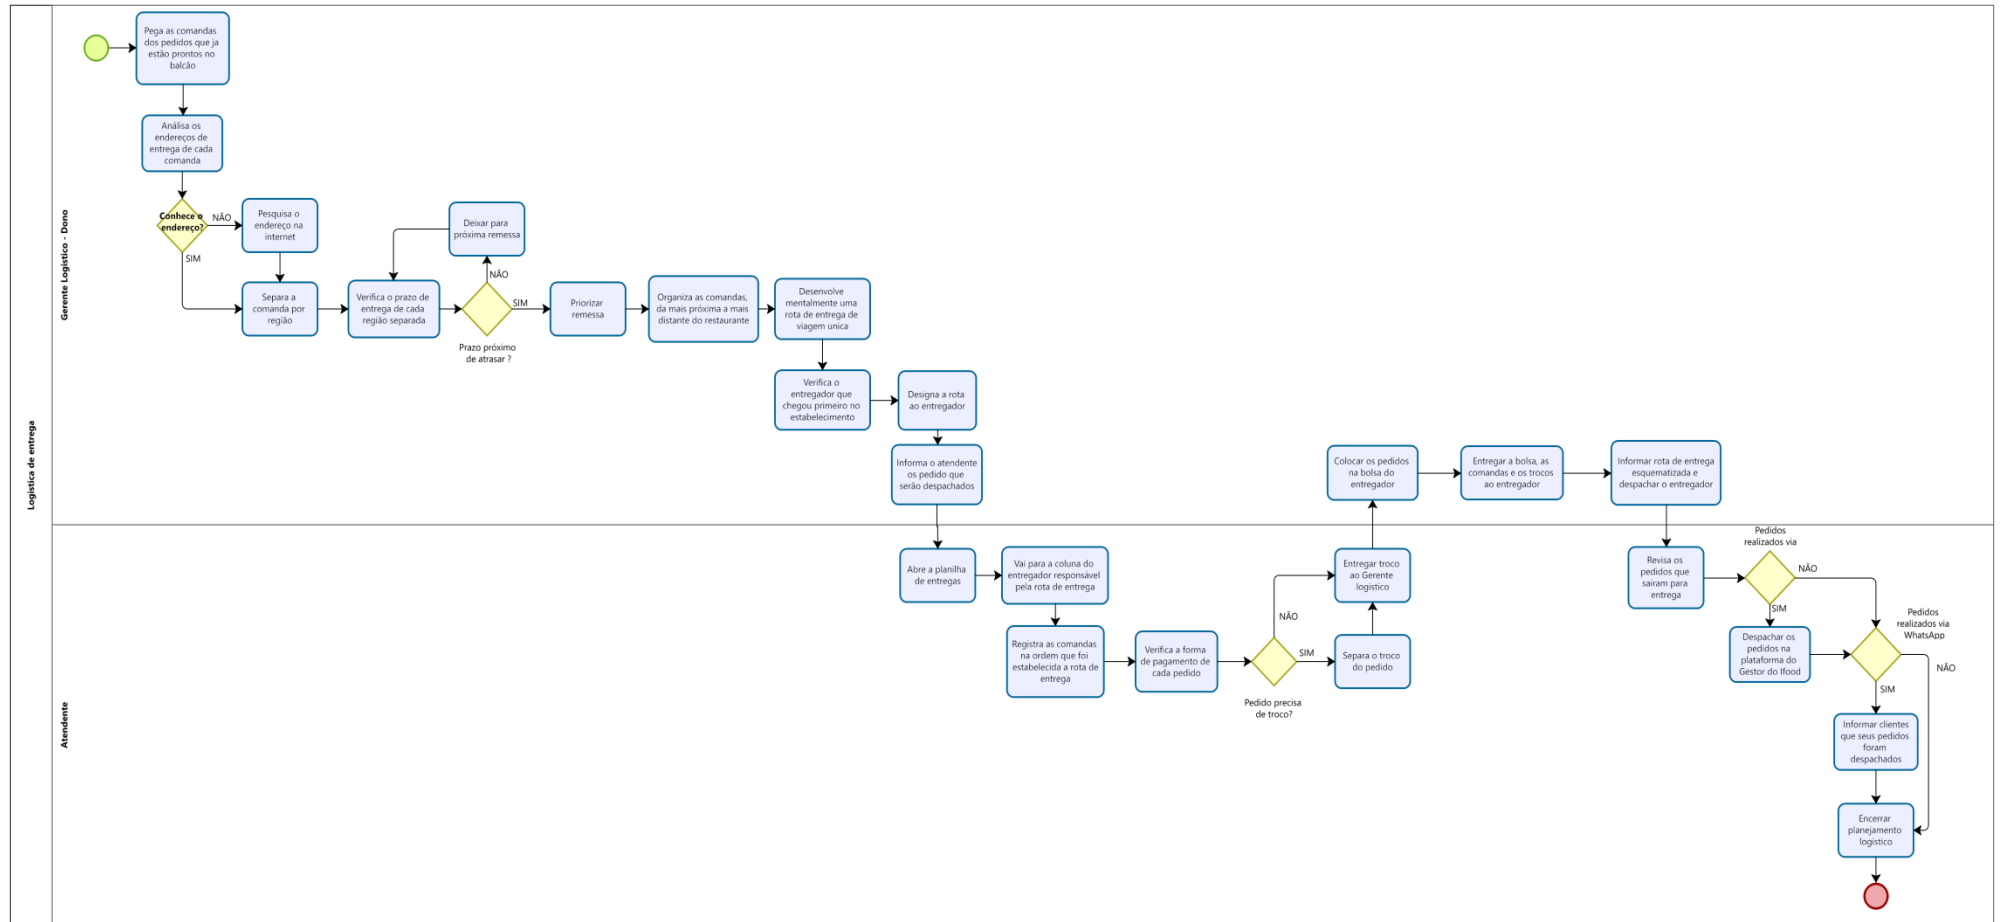 Logistica de entrega
Gerente Logistico - Dono
Pega as comandas
dos pedidos que ja
estão prontos no
balcão
Análisa os
endereços de
entrega de cada
comanda
Conhece o
endereço?
NÃO
SIM
Pesquisa o
endereço na
internet
Separa a
comanda por
região
Verifica o prazo de
entrega de cada
região separada
Deixar para
próxima remessa
NÃO
SIM
Prazo próximo
de atrasar ?
Priorizar
remessa
Organiza as comandas,
da mais próxima a mais
distante do restaurante
Desenvolve
mentalmente uma
rota de entrega de
viagem unica
Verifica o
entregador que
chegou primeiro no
estabelecimento
Designa a rota
ao entregador
Informa o atendente
os pedido que
serão despachados
Colocar os pedidos
na bolsa do
entregador
Entregar a bolsa, as
comandas e os trocos
ao entregador
Informar rota de entrega
esquematizada e
despachar o entregador
Atendente
Abre a planilha
de entregas
Vai para a coluna do
entregador responsável
pela rota de entrega
Registra as comandas
na ordem que foi
estabelecida a rota de
entrega
Verifica a forma
de pagamento de
cada pedido
NÃO
SIM
Pedido precisa
de troco?
Separa o troco
do pedido
Entregar troco
ao Gerente
logistico
Revisa os
pedidos que
sairam para
entrega
Pedidos
realizados via
NÃO
SIM
Despachar os
pedidos na
plataforma do
Gestor do Ifood
Pedidos
realizados via
WhatsApp
NÃO
SIM
Informar clientes
que seus pedidos
foram
despachados
Encerrar
planejamento
logistico